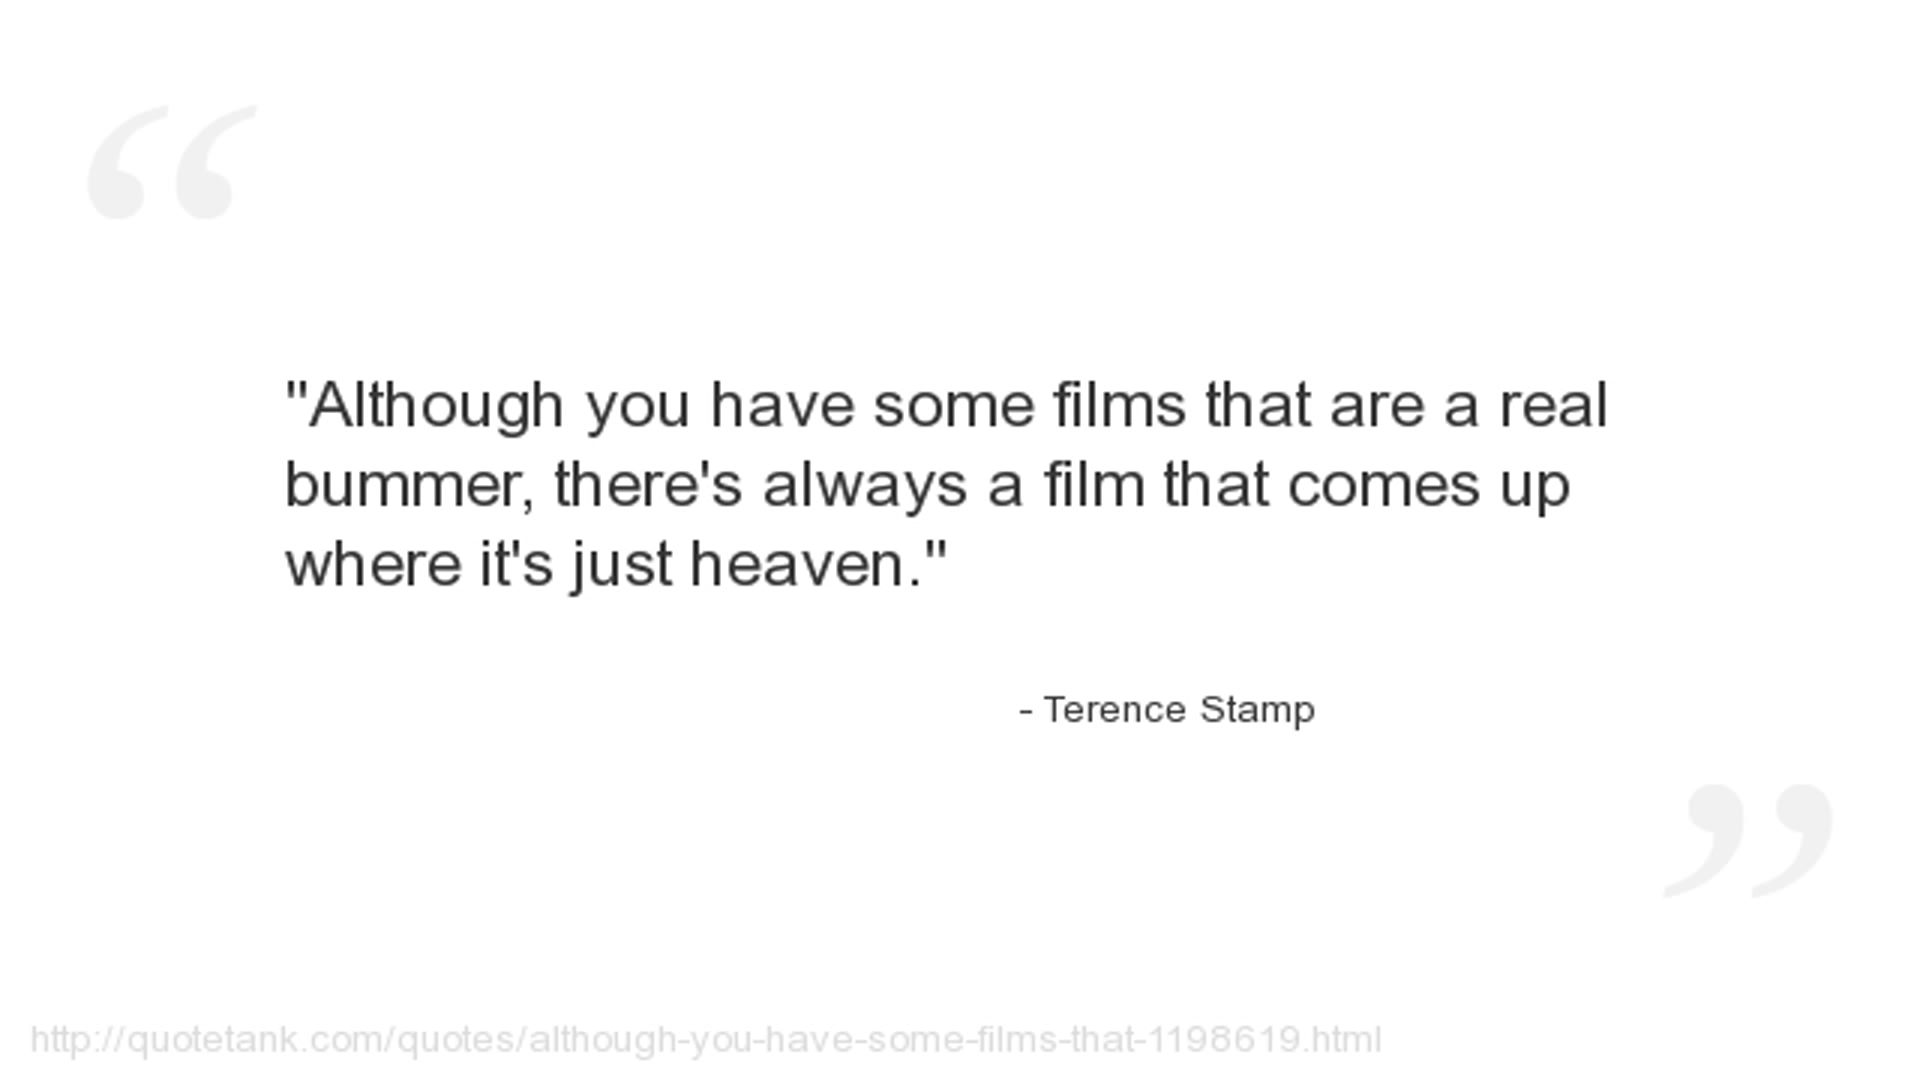 "Although you have some films that are a real
bummer, there's always a film that comes up
where it's just heaven."
- Terence Stamp
http://quotetank.com/quotes/although-you-have-some-films-that-1198619.html